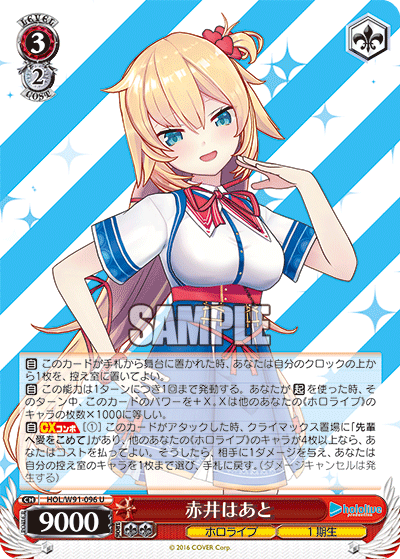 LEVEL
3
2
COST
SAMPLE
自 このカードが手札から舞台に置かれた時、あなたは自分のクロックの上から1枚を、控え室に置いてよい。
自 この能力は1ターンにつき1回まで発動する。あなたが 起 を使った時、そのターン中、このカードのパワーを+X。Xは他のあなたの《ホロライブ》のキャラの枚数×1000に等しい。
自 CXコンボ [(1)] このカードがアタックした時、クライマックス置場に「先輩へ愛をこめて」があり、他のあなたの《ホロライブ》のキャラが4枚以上なら、あなたはコストを払ってよい。そうしたら、相手に1ダメージを与え、あなたは自分の控え室のキャラを1枚まで選び、手札に戻す。(ダメージキャンセルは発生する)
CH HOL/W91-096 U
9000
赤井はあと
hololive
ホロライブ
1期生
© 2016 COVER Corp.